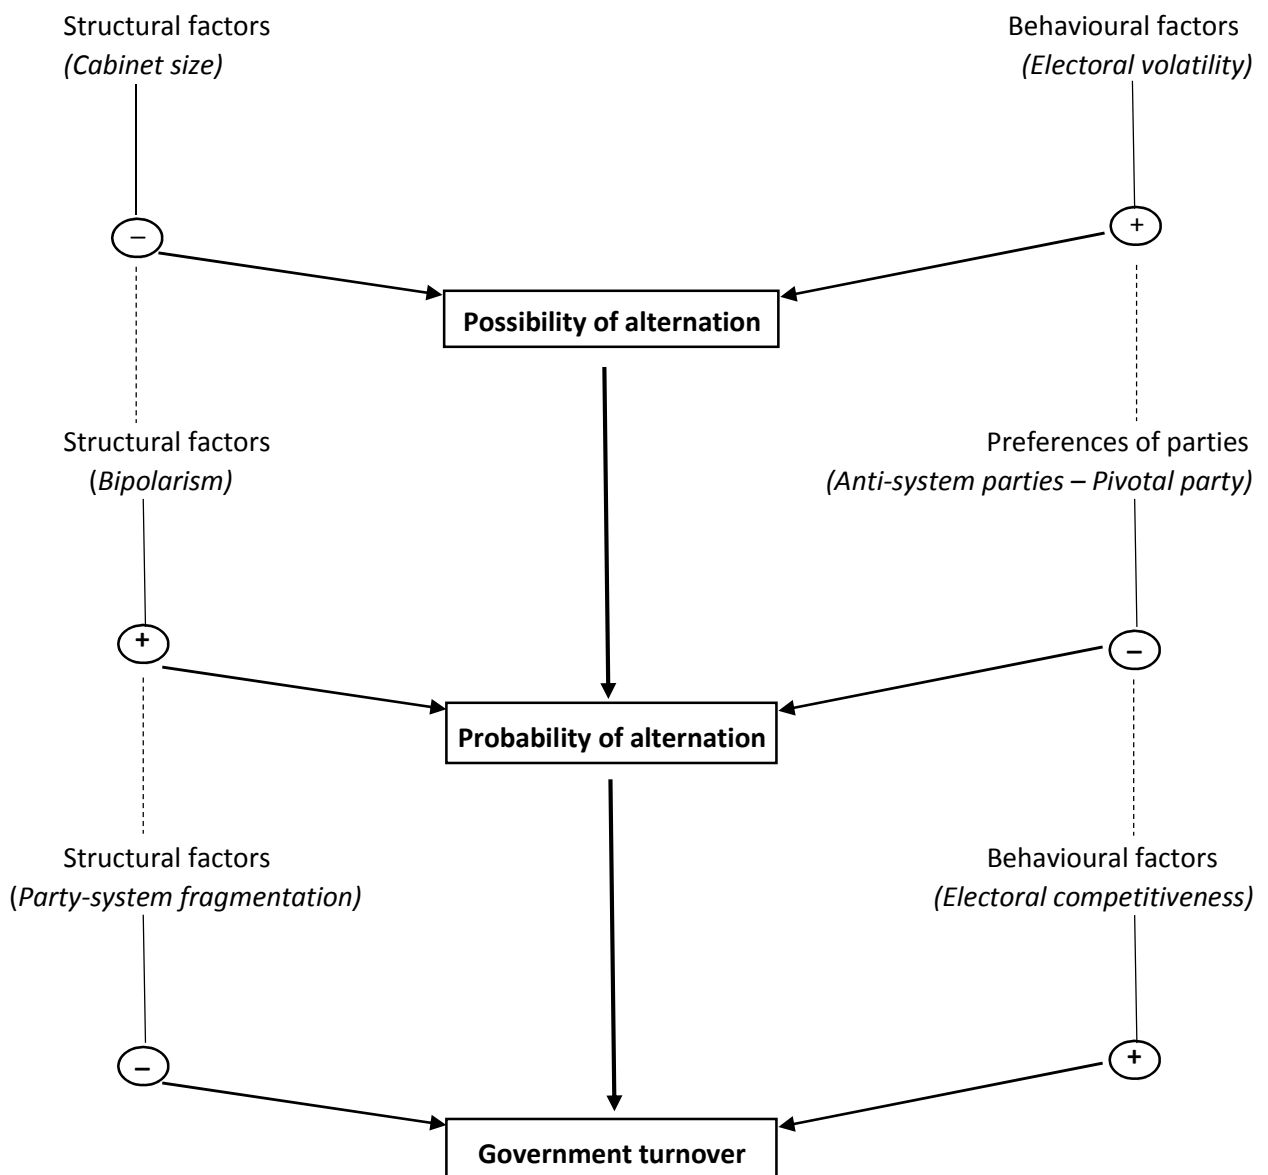 Structural factors
(Cabinet size)
Behavioural factors
(Electoral volatility)
–
+
Possibility of alternation
Structural factors
(Bipolarism)
Preferences of parties
(Anti-system parties – Pivotal party)
+
–
Probability of alternation
Structural factors
(Party-system fragmentation)
Behavioural factors
(Electoral competitiveness)
–
+
Government turnover